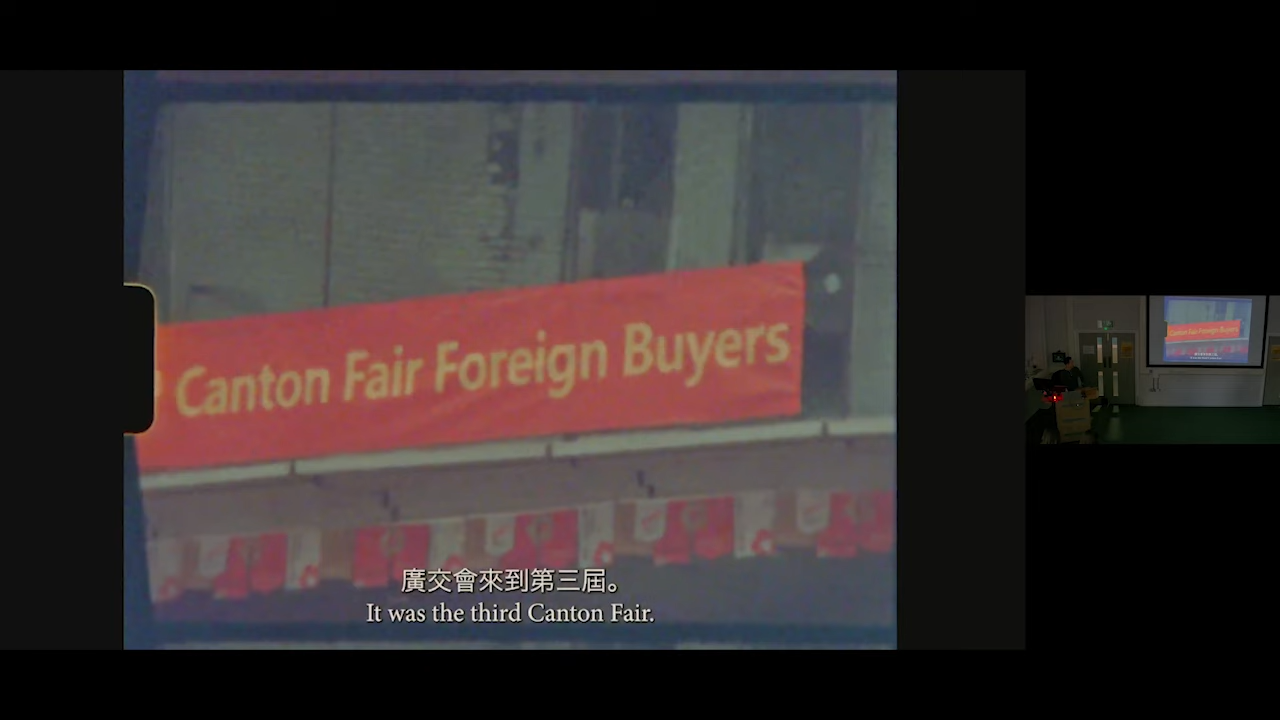 Canton Fair Foreign Buyers
廣交會來到第三屆。
It was the third Canton Fair.